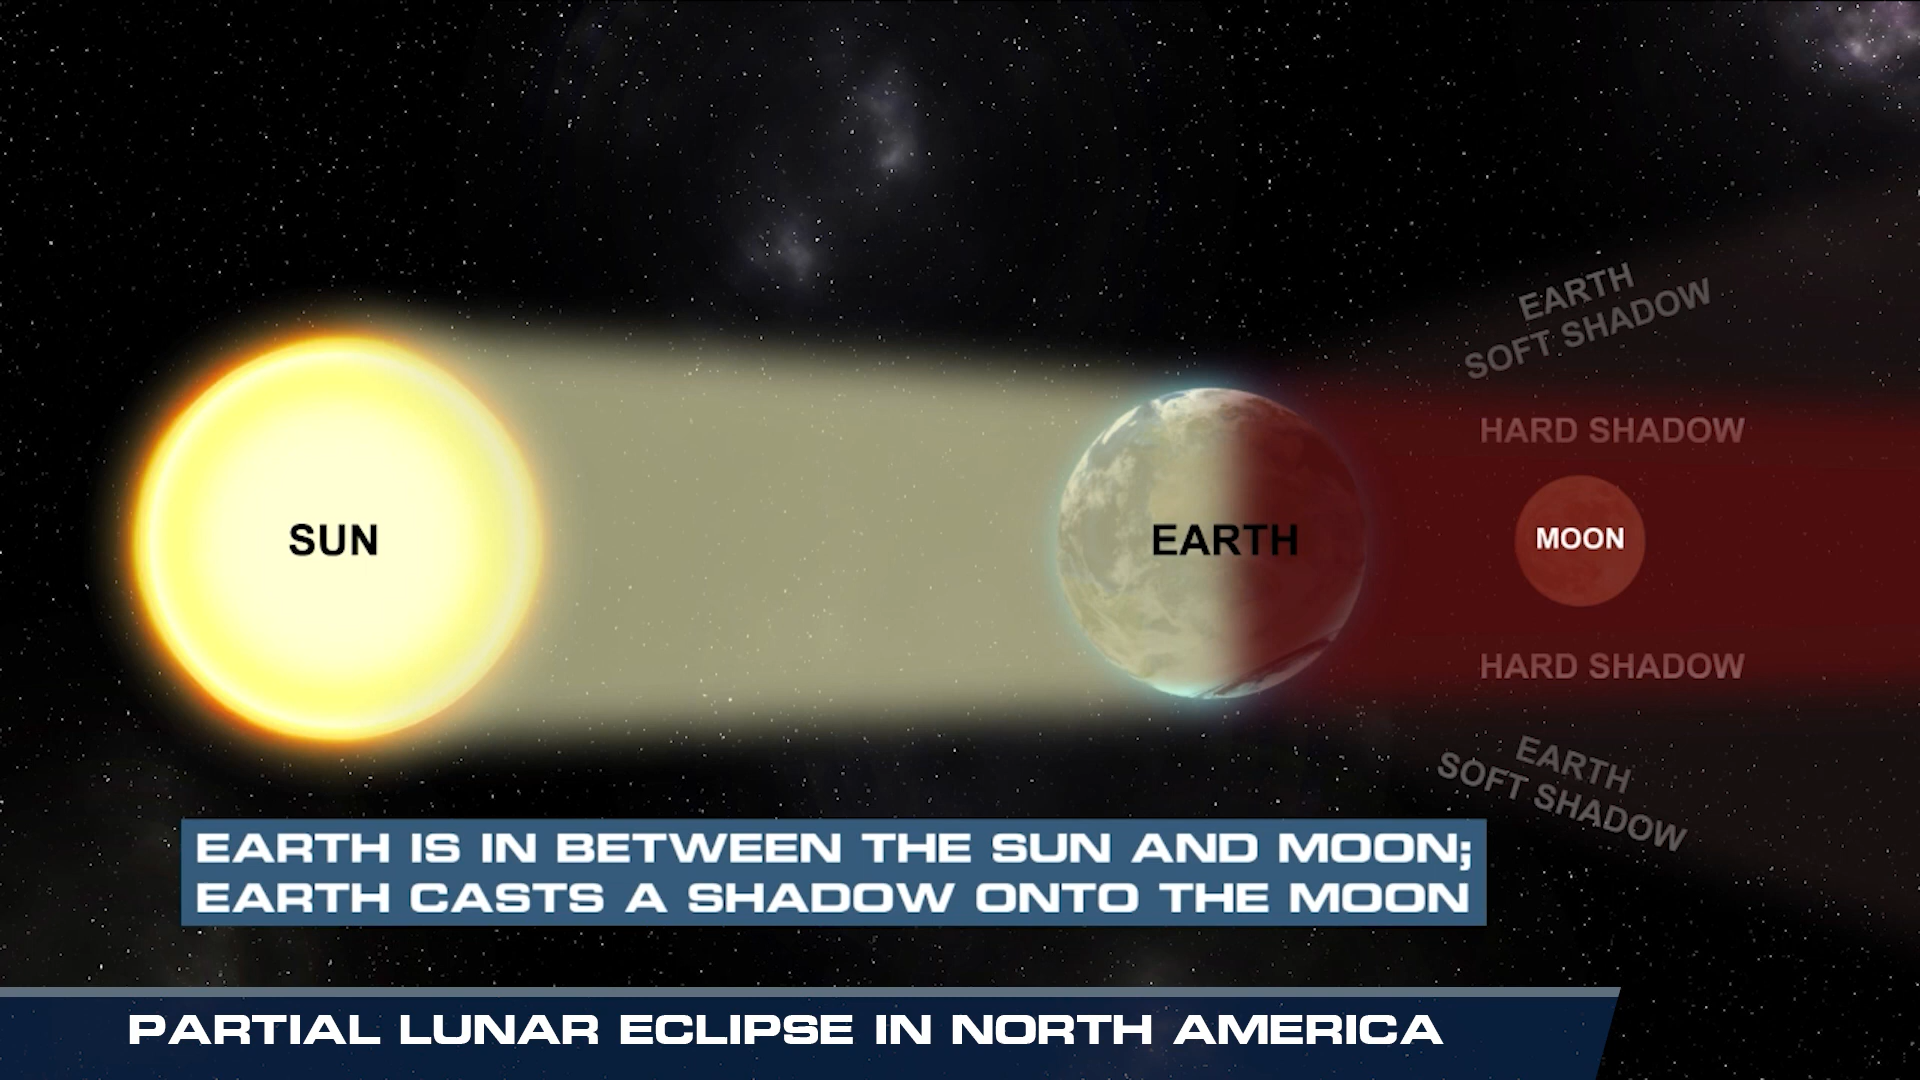 EARTH
SOFT SHADOW
HARD SHADOW
SUN
EARTH
MOON
HARD SHADOW
EARTH
SOFT SHADOW
EARTH IS IN BETWEEN THE SUN AND MOON;
EARTH CASTS A SHADOW ONTO THE MOON
PARTIAL LUNAR ECLIPSE IN NORTH AMERICA